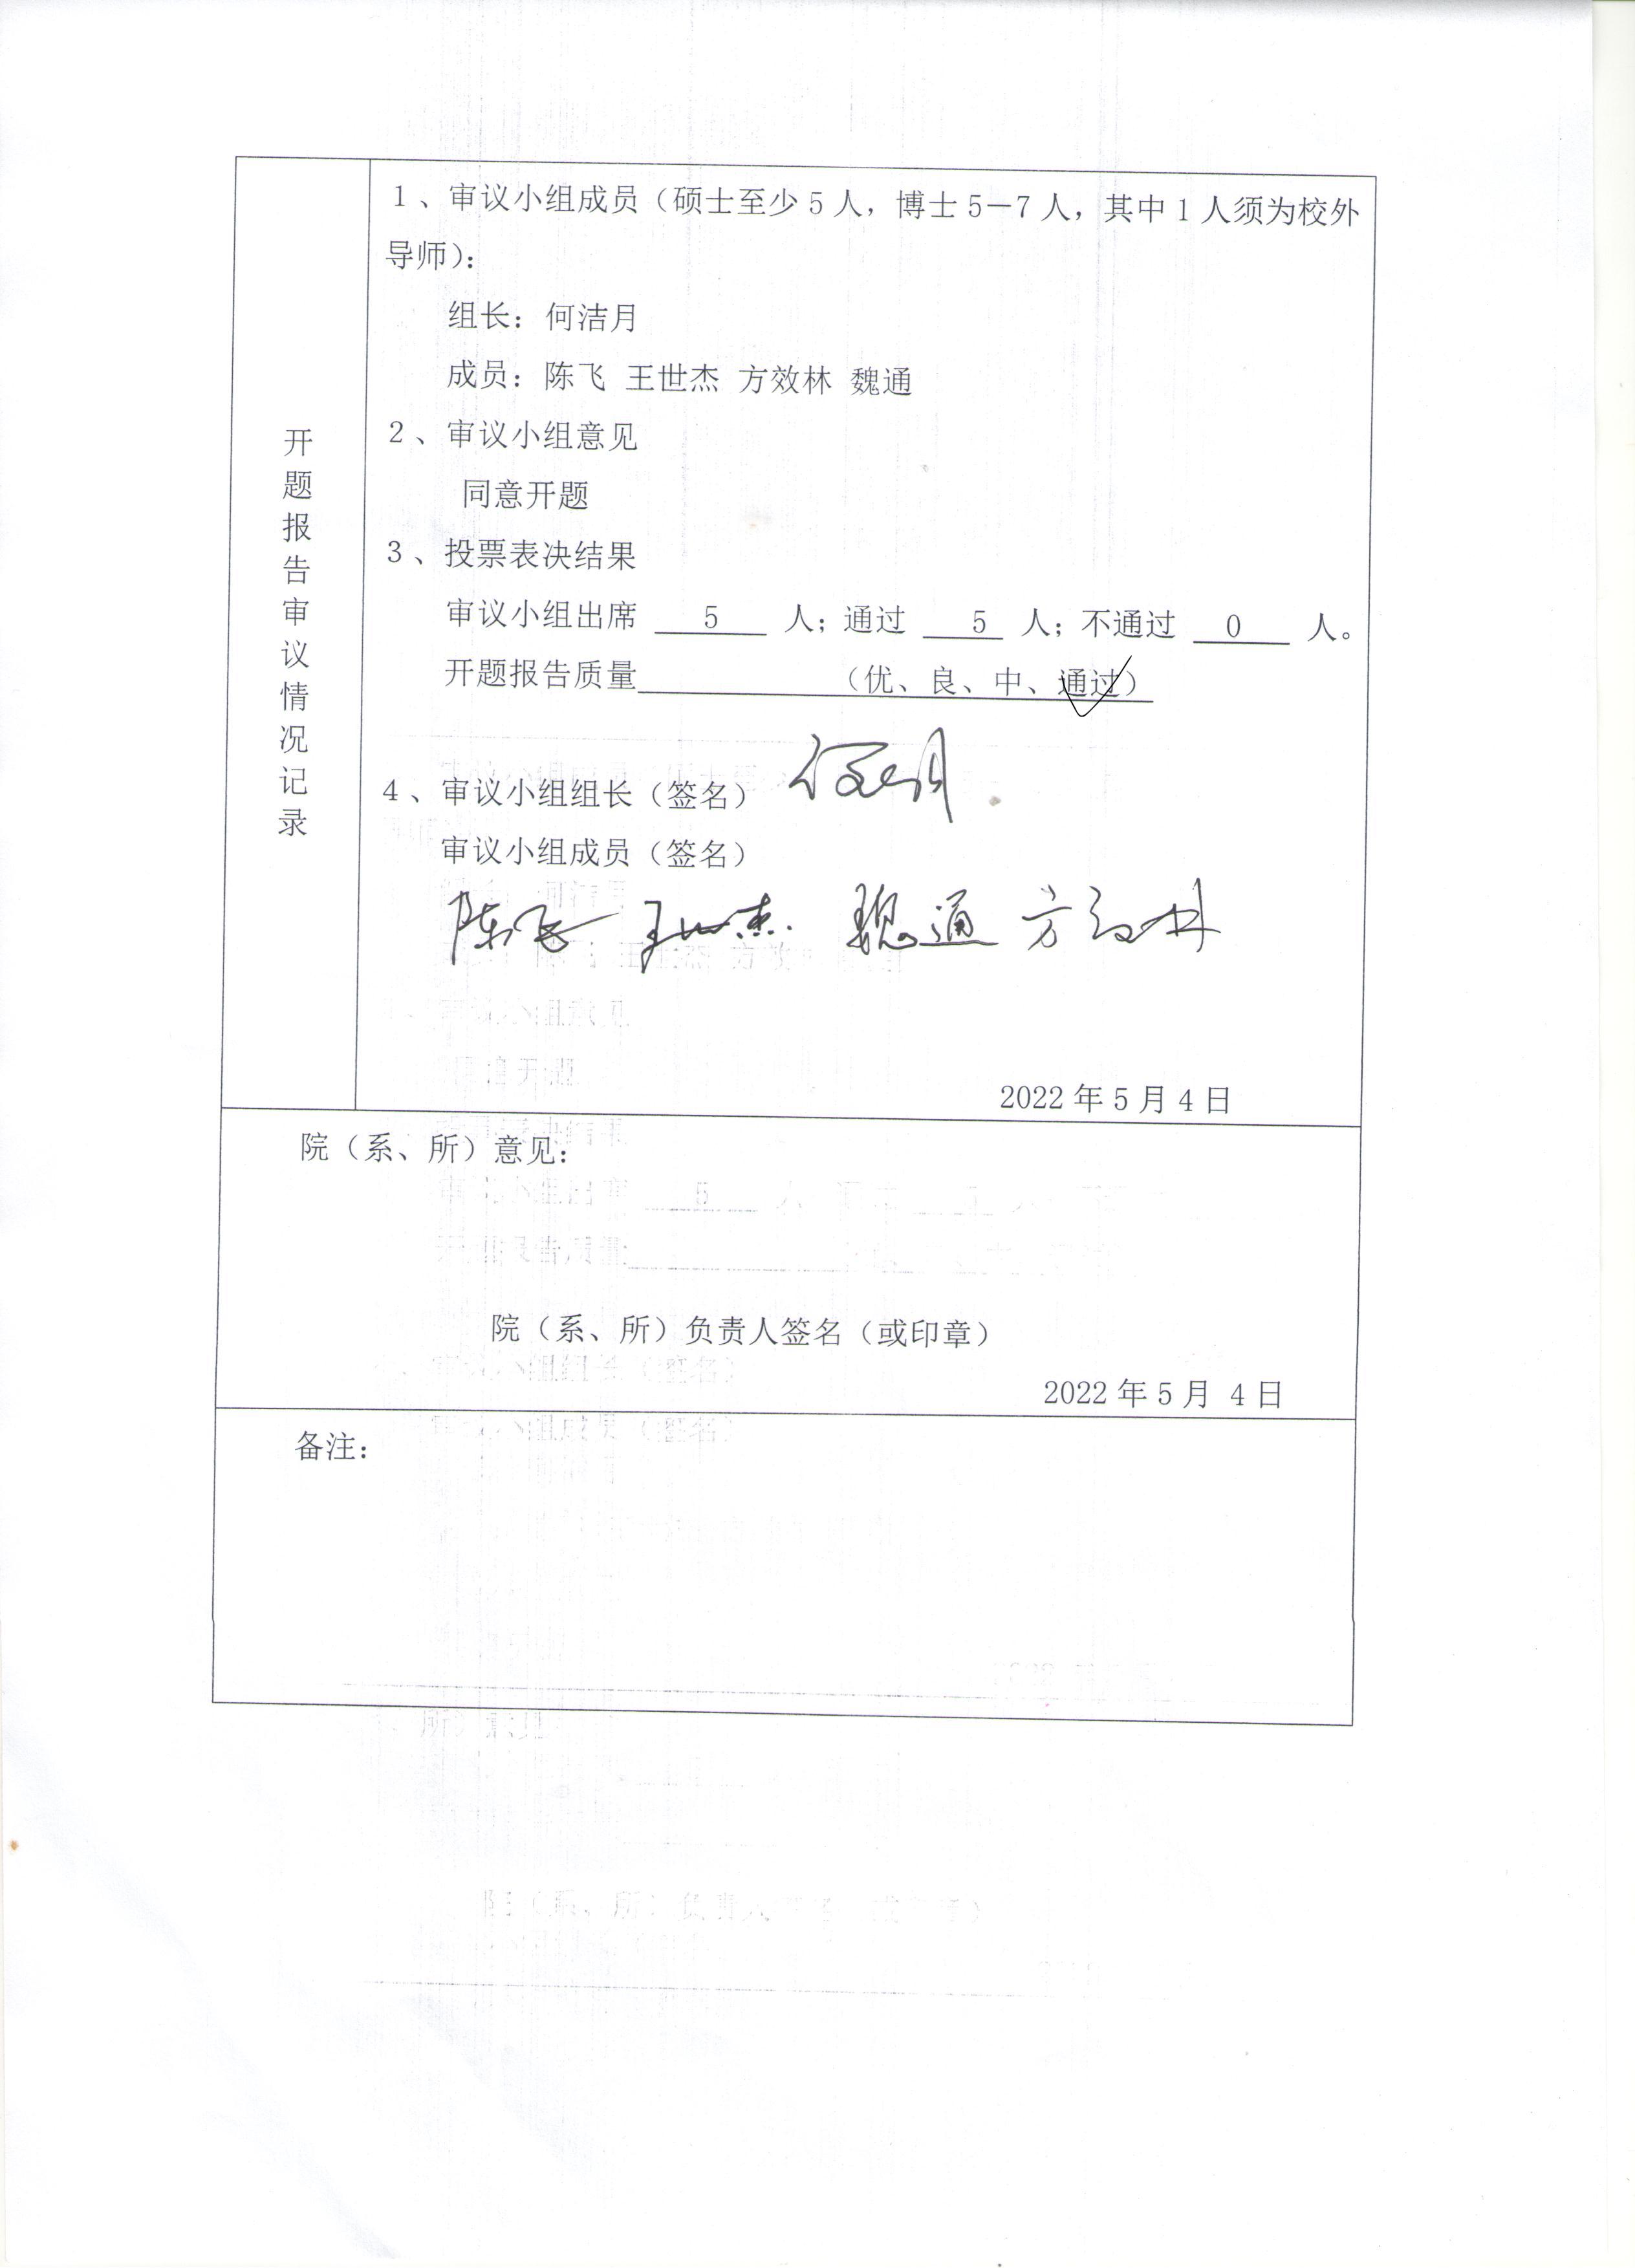 开题报告审议情况记录
1、审议小组成员（硕士至少5人，博士5—7人，其中1人须为校外
导师）：
组长：何洁月
成员：陈飞 王世杰 方效林 魏通
2、审议小组意见
同意开题
3、投票表决结果
审议小组出席 5 人；通过 5 人；不通过 0 人。
开题报告质量（优、良、中、通过）
4、审议小组组长（签名） 何洁月
审议小组成员（签名）
陈飞 王世杰 魏通 方效林
2022年5月4日
院（系、所）意见：
院（系、所）负责人签名（或印章）
2022年5月 4日
备注：